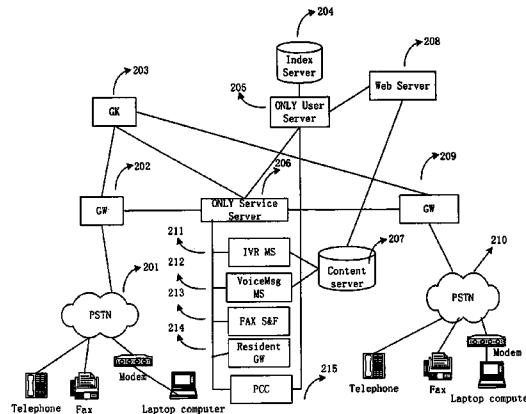 204
Index
Server
208
203
205
ONLY User
Server
Web Server
GK
202
206
209
GW
ONLY Service
Server
GW
211
IVR MS
207
210
212
VoiceMsg
MS
Content
server
201
213
FAX S&F
PSTN
PSTN
214
Resident
GW
Modem
Modem
215
PCC
Telephone
Fax
Laptop computer
Telephone
Fax
Laptop computer